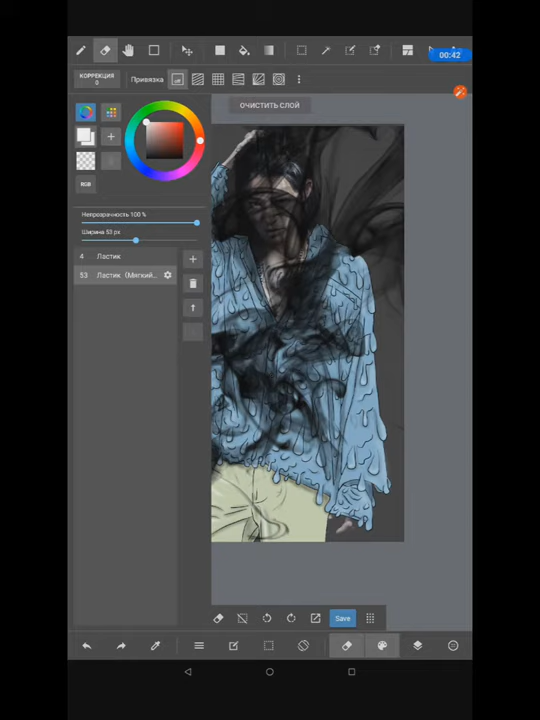 00:42
КОРРЕКЦИЯ
0
Привязка
off
ОЧИСТИТЬ СЛОЙ
RGB
Непрозрачность 100 %
Ширина 53 px
4 Ластик
53 Ластик (Мягкий...
Save